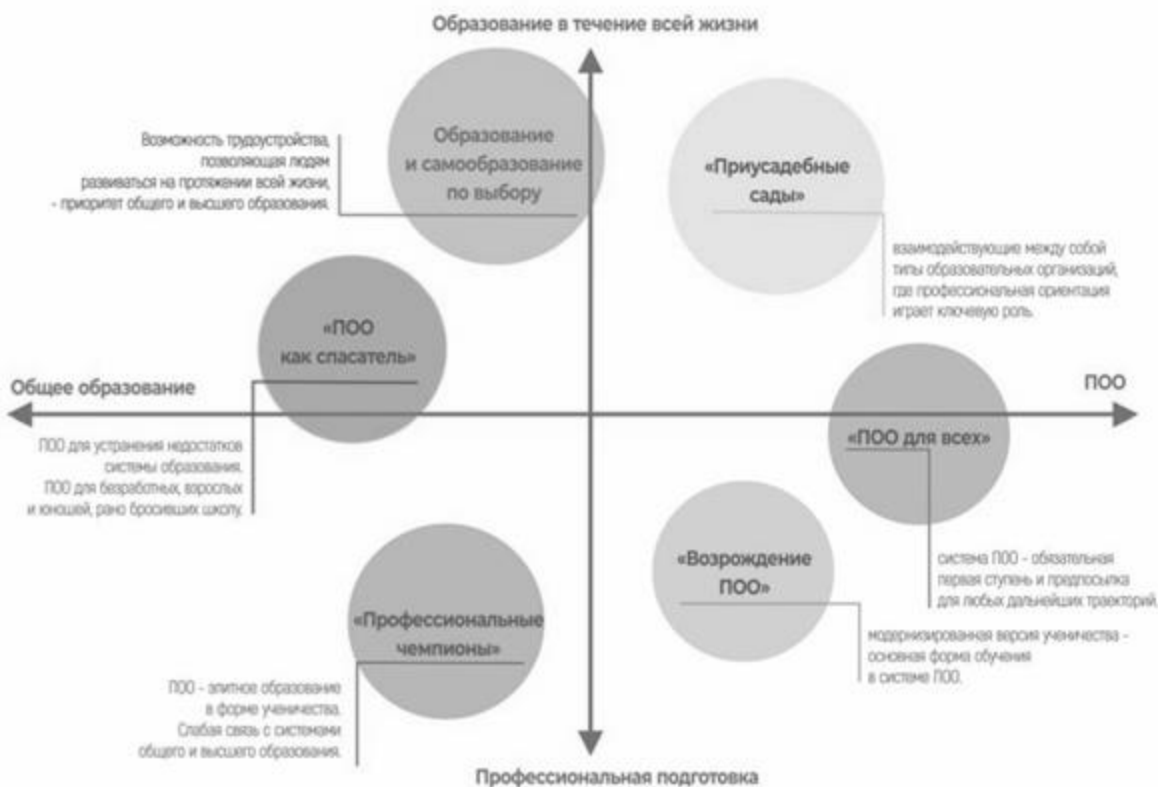 Образование в течение всей жизни
Образование
и самообразование
по выбору
Возможность трудоустройства,
позволяющая людям
развиваться на протяжении всей жизни,
- приоритет общего и высшего образования.
«Приусадебные
сады»
взаимодействующие между собой
типы образовательных организаций,
где профессиональная ориентация
играет ключевую роль.
«ПОО
как спасатель»
Общее образование
ПОО
ПОО для устранения недостатков
системы образования.
ПОО для безработных, взрослых
и юношей, рано бросивших школу.
«ПОО для всех»
система ПОО - обязательная
первая ступень и предпосылка
для любых дальнейших траекторий.
«Возрождение
ПОО»
модернизированная версия ученичества -
основная форма обучения
в системе ПОО.
«Профессиональные
чемпионы»
ПОО - элитное образование
в форме ученичества.
Слабая связь с системами
общего и высшего образования.
Профессиональная подготовка